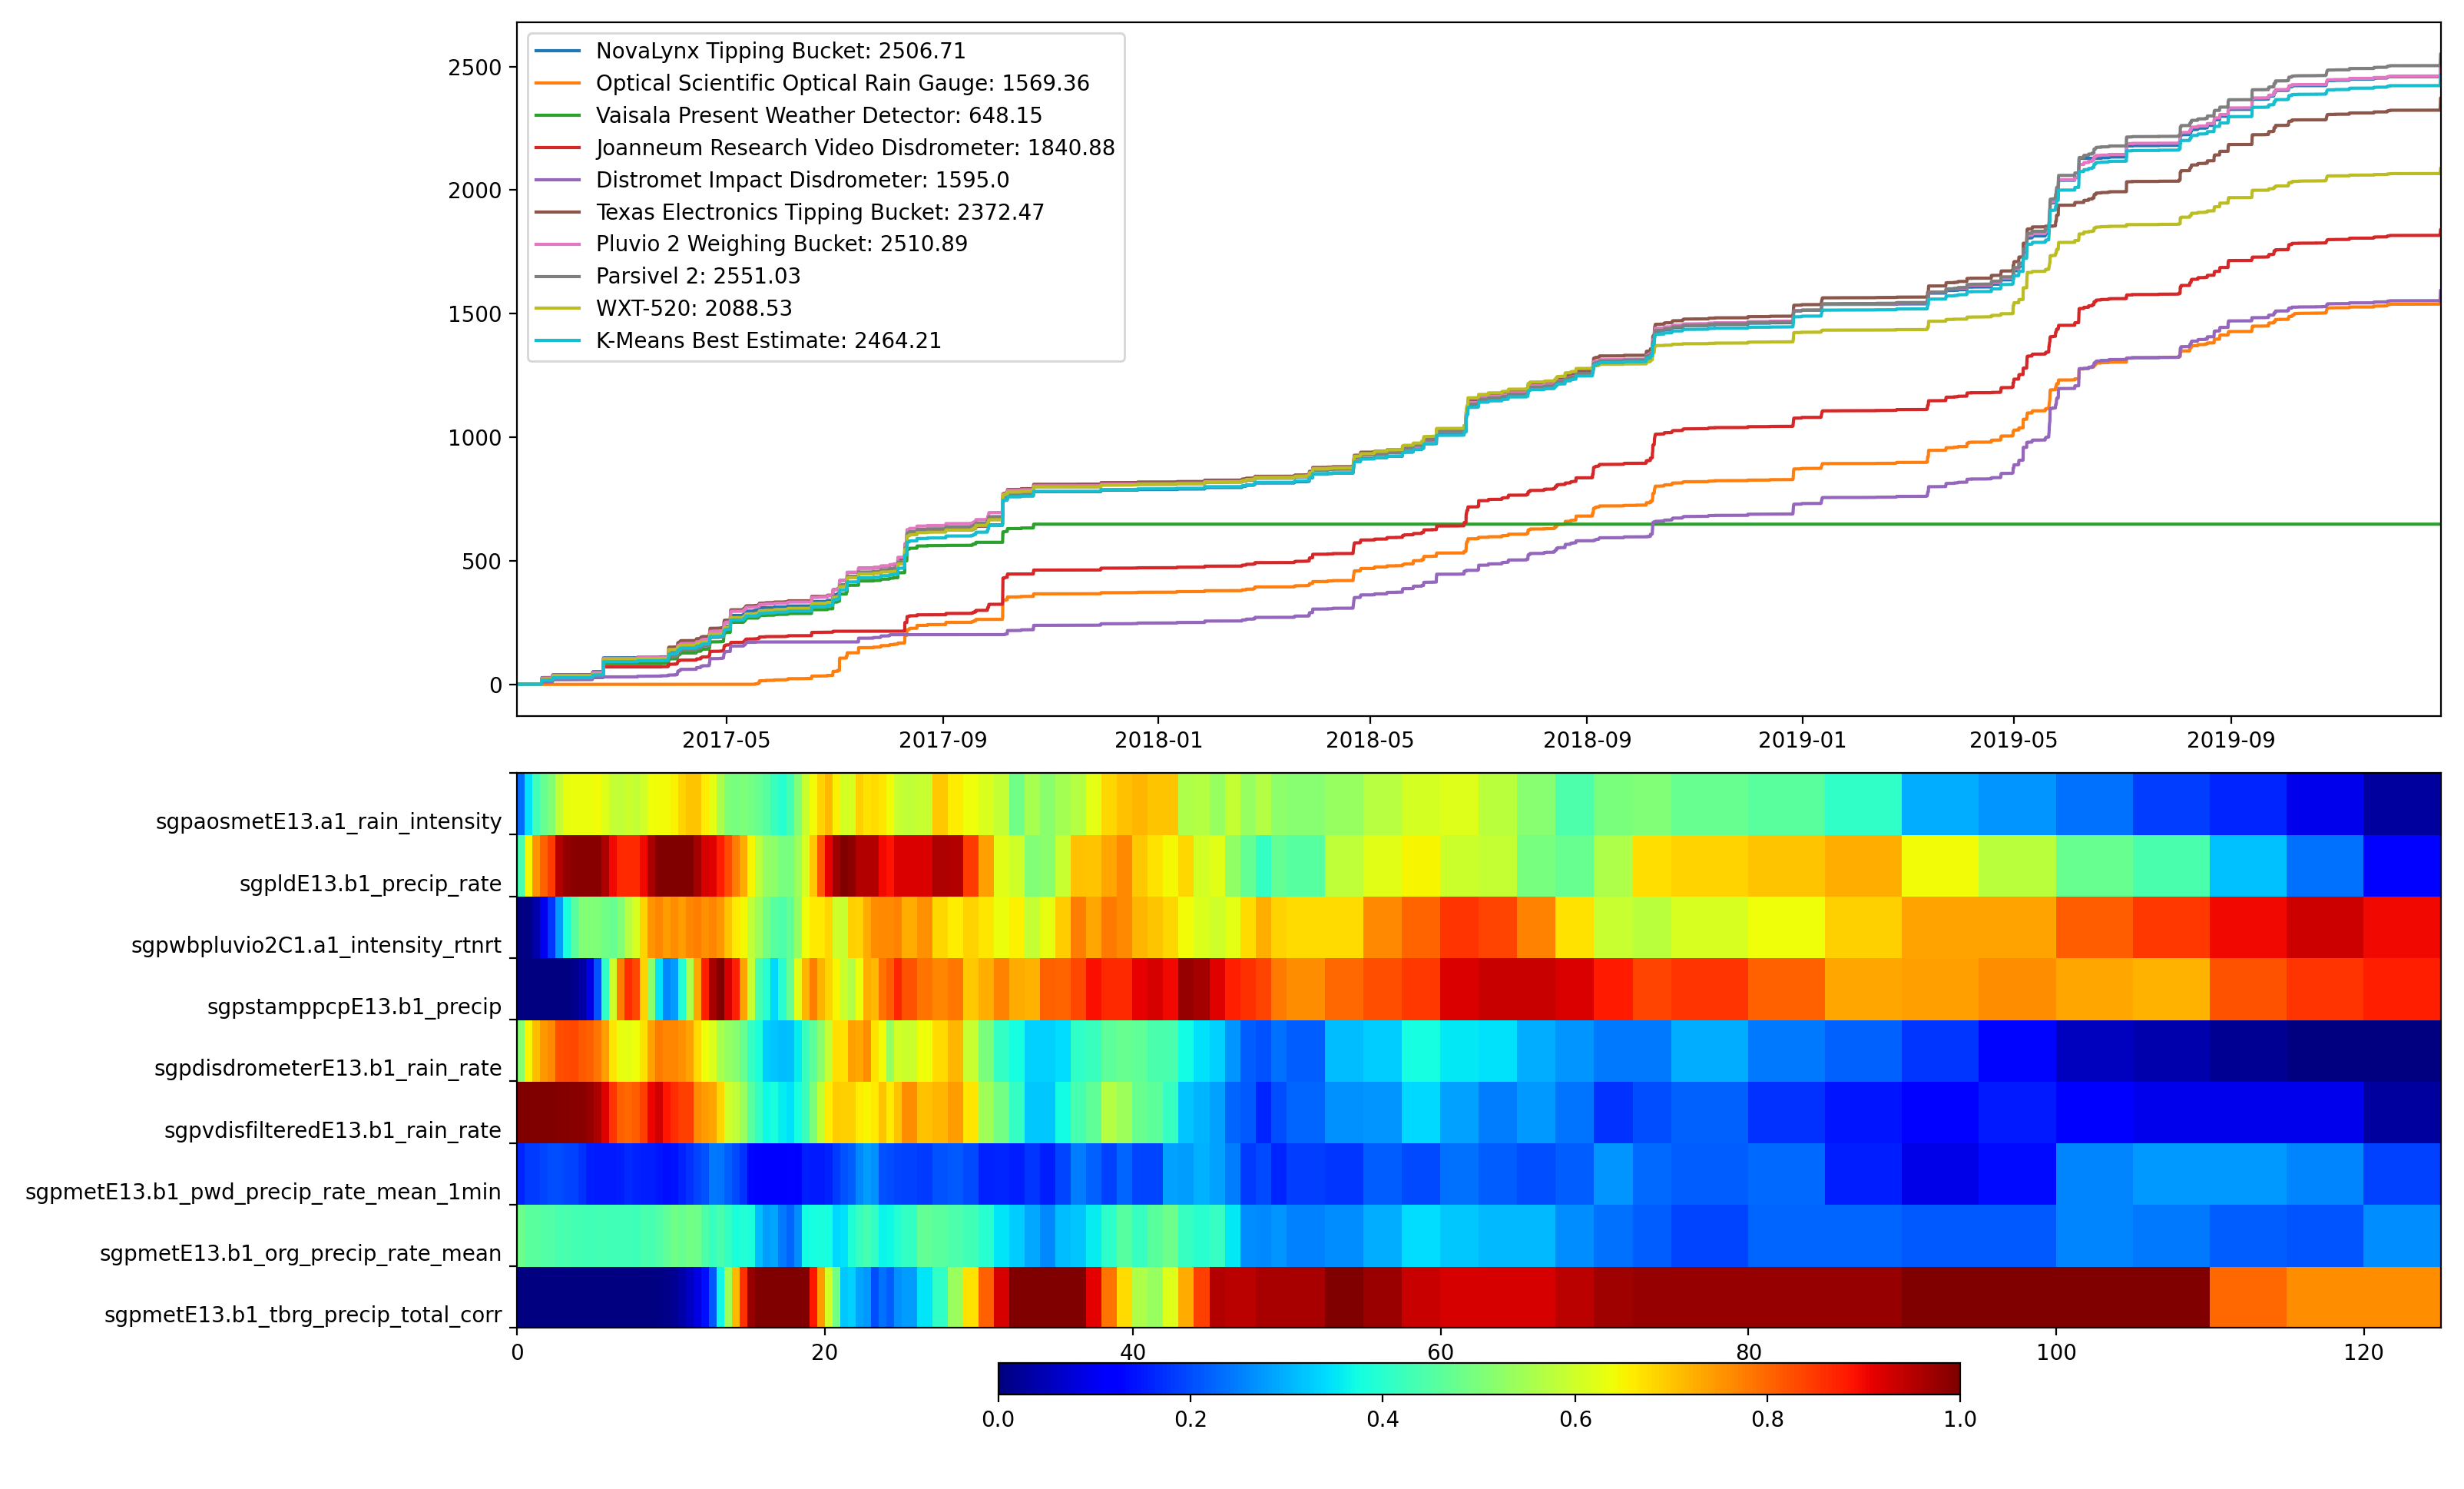 2500
2000
1500
1000
500
0
NovaLynx Tipping Bucket: 2506.71
Optical Scientific Optical Rain Gauge: 1569.36
Vaisala Present Weather Detector: 648.15
Joanneum Research Video Disdrometer: 1840.88
Distromet Impact Disdrometer: 1595.0
Texas Electronics Tipping Bucket: 2372.47
Pluvio 2 Weighing Bucket: 2510.89
Parsivel 2: 2551.03
WXT-520: 2088.53
K-Means Best Estimate: 2464.21
2017-05 2017-09 2018-01 2018-05 2018-09 2019-01 2019-05 2019-09
sgpaosmetE13.a1_rain_intensity
sgpldE13.b1_precip_rate
sgpwbpluvio2C1.a1_intensity_rtnrt
sgpstamppcpE13.b1_precip
sgpdisdrometerE13.b1_rain_rate
sgpvdisfilteredE13.b1_rain_rate
sgpmetE13.b1_pwd_precip_rate_mean_1min
sgpmetE13.b1_org_precip_rate_mean
sgpmetE13.b1_tbrg_precip_total_corr
0 20 40 60 80 100 120
0.0 0.2 0.4 0.6 0.8 1.0